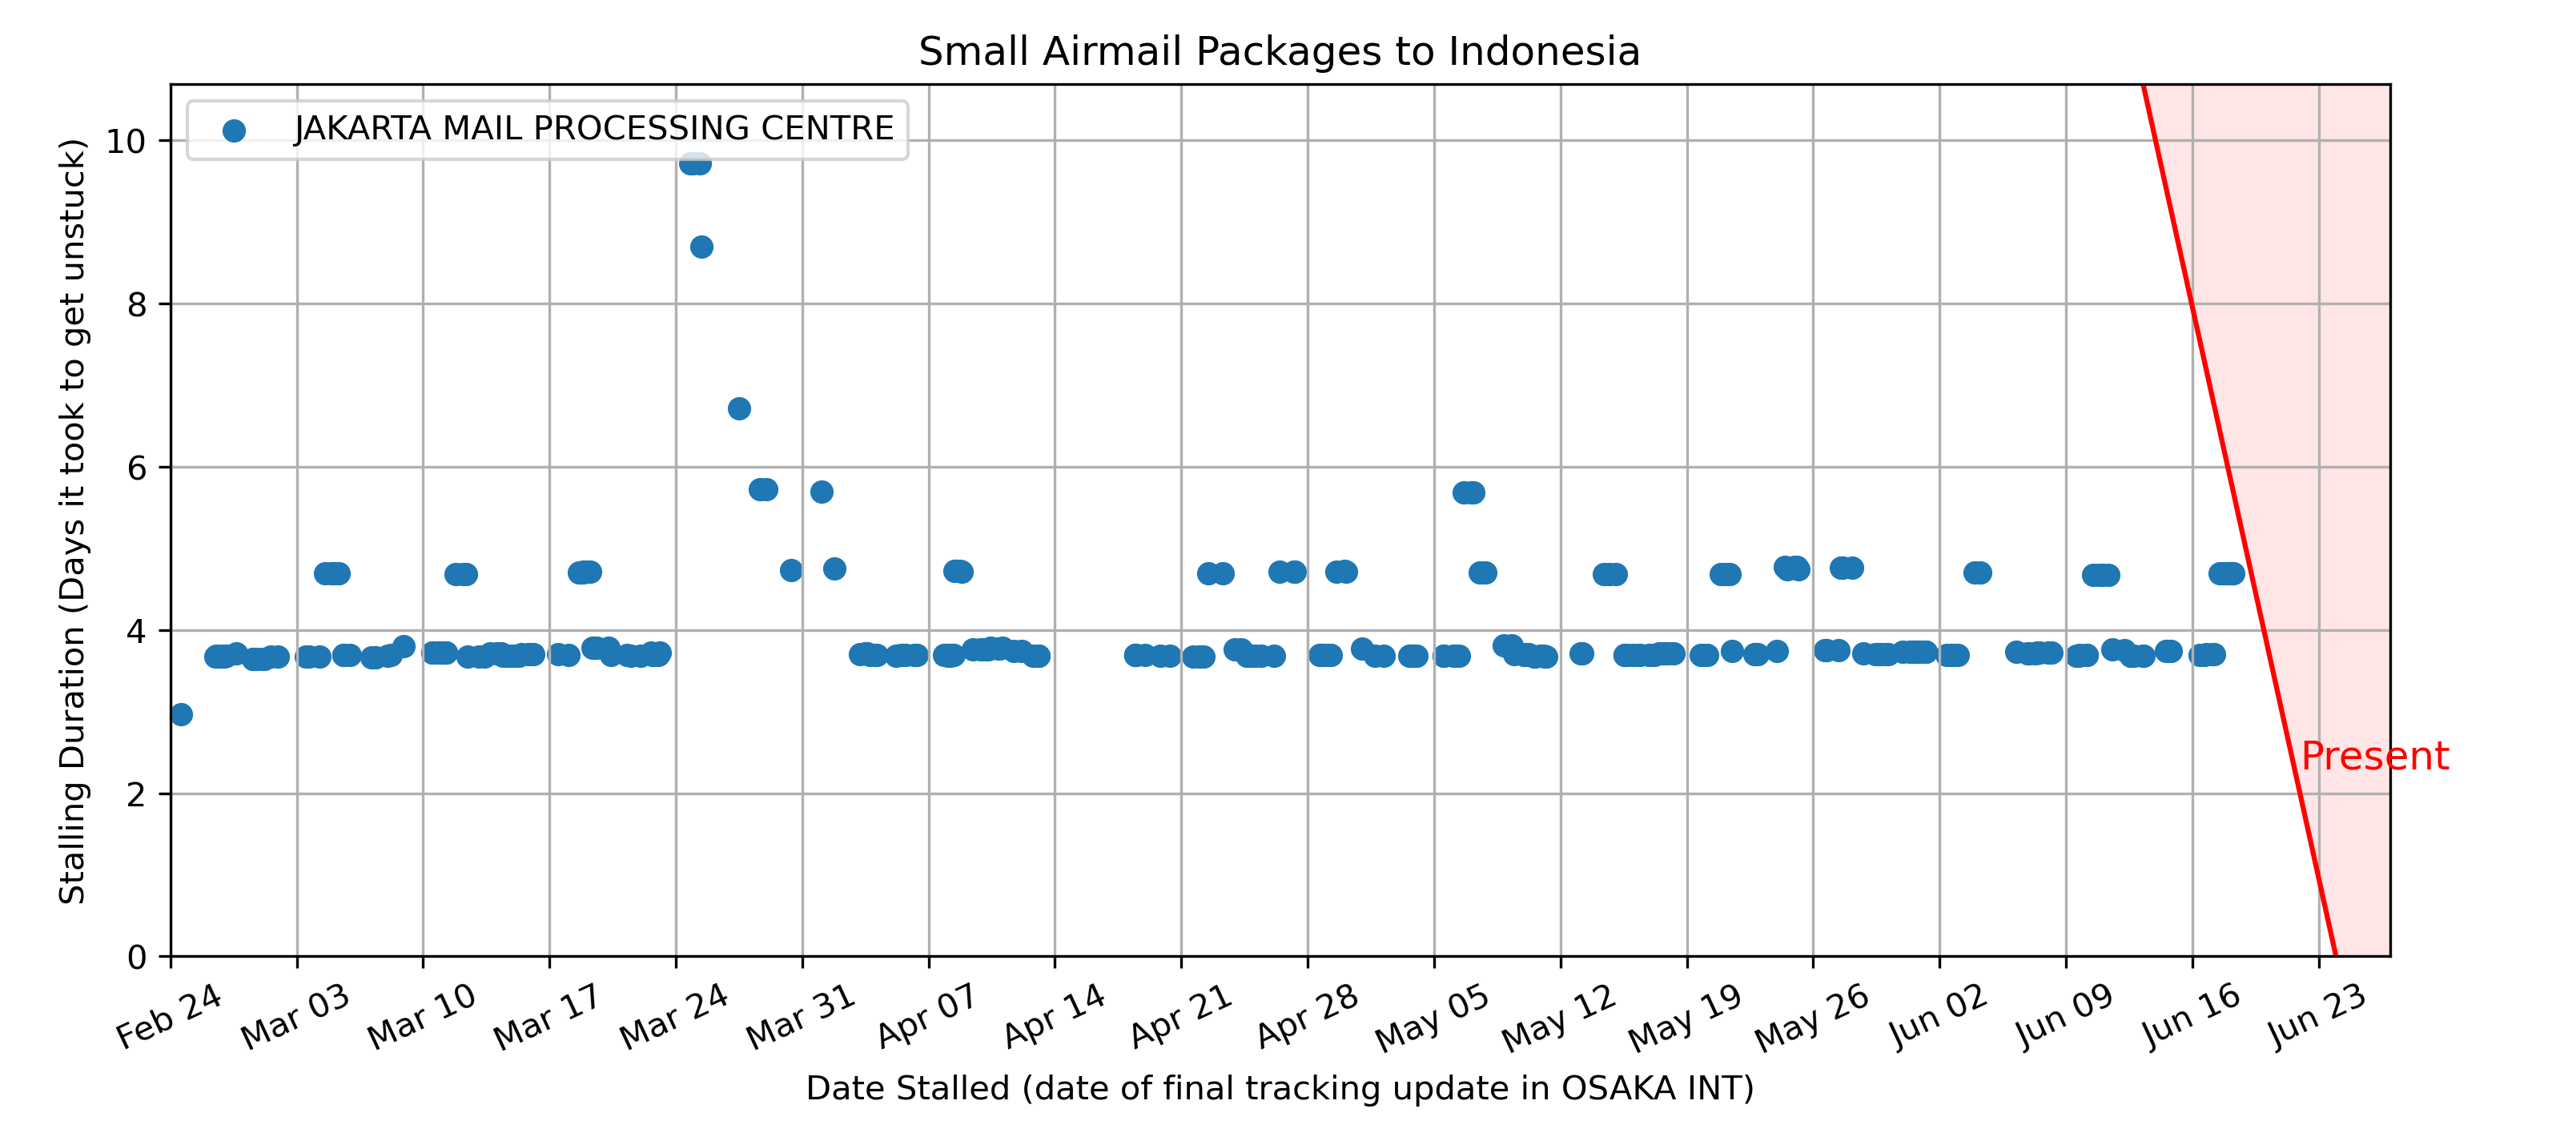 Small Airmail Packages to Indonesia
JAKARTA MAIL PROCESSING CENTRE
Stalling Duration (Days it took to get unstuck)
10
8
6
4
2
0
Present
Feb 24
Mar 03
Mar 10
Mar 17
Mar 24
Mar 31
Apr 07
Apr 14
Apr 21
Apr 28
May 05
May 12
May 19
May 26
Jun 02
Jun 09
Jun 16
Jun 23
Date Stalled (date of final tracking update in OSAKA INT)